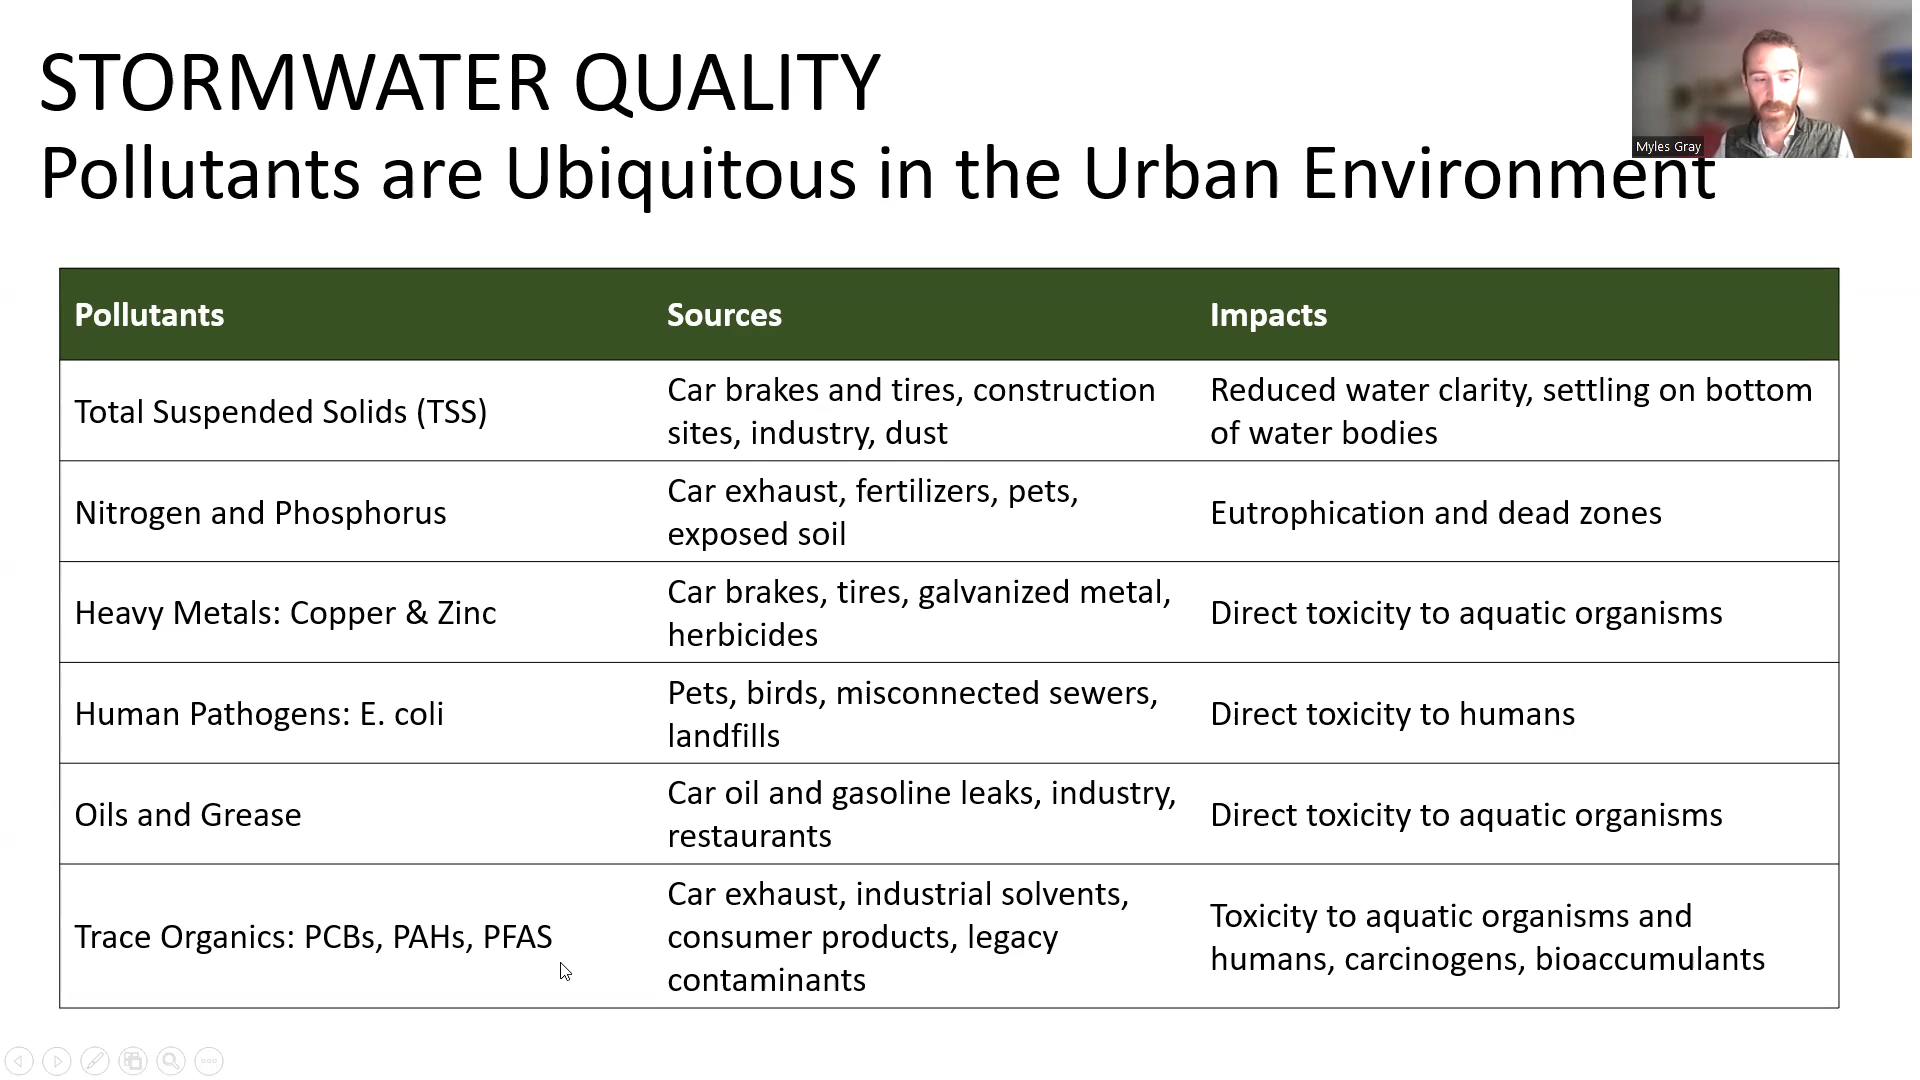 STORMWATER QUALITY
Pollutants are Ubiquitous in the Urban Environment
Myles Gray
Pollutants
Sources
Impacts
Total Suspended Solids (TSS)
Car brakes and tires, construction
sites, industry, dust
Reduced water clarity, settling on bottom
of water bodies
Nitrogen and Phosphorus
Car exhaust, fertilizers, pets,
exposed soil
Eutrophication and dead zones
Heavy Metals: Copper & Zinc
Car brakes, tires, galvanized metal,
herbicides
Direct toxicity to aquatic organisms
Human Pathogens: E. coli
Pets, birds, misconnected sewers,
landfills
Direct toxicity to humans
Oils and Grease
Car oil and gasoline leaks, industry,
restaurants
Direct toxicity to aquatic organisms
Trace Organics: PCBs, PAHs, PFAS
Car exhaust, industrial solvents,
consumer products, legacy
contaminants
Toxicity to aquatic organisms and
humans, carcinogens, bioaccumulants